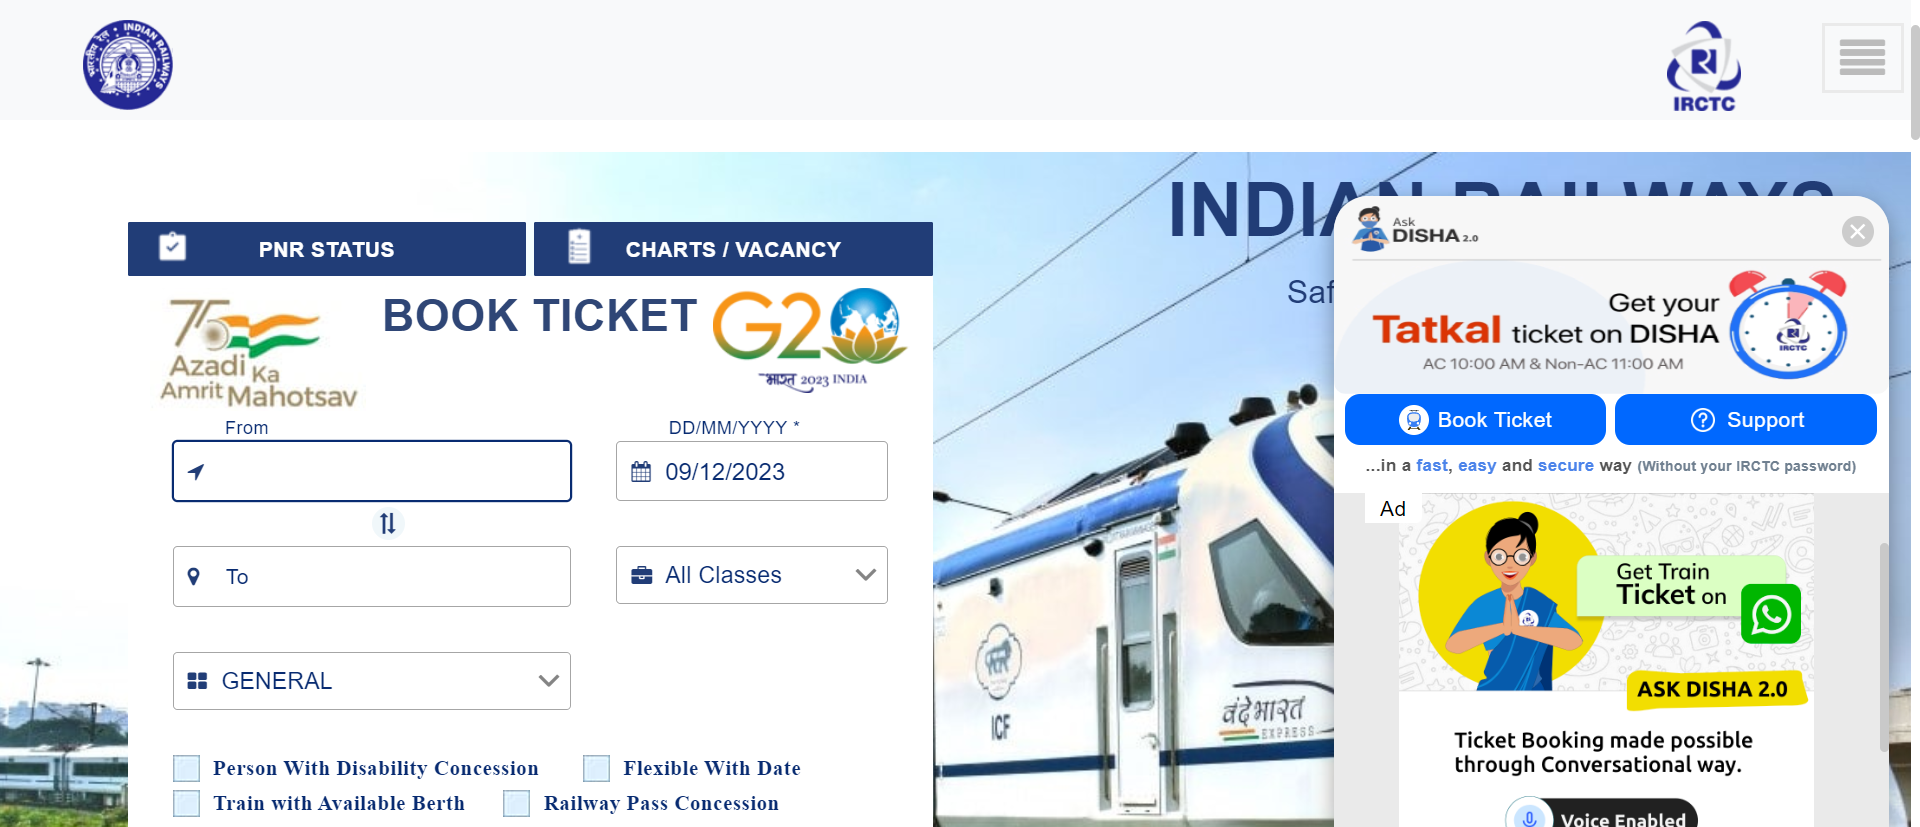 भारतीय रेल
INDIAN RAILWAYS
IRCTC
INDIAN RAILWAYS
Saf
PNR STATUS
CHARTS / VACANCY
BOOK TICKET
75
Azadi Ka
Amrit Mahotsav
G20
भारत 2023 INDIA
From
DD/MM/YYYY *
09/12/2023
To
All Classes
GENERAL
Person With Disability Concession
Flexible With Date
Train with Available Berth
Railway Pass Concession
ICF
वंदे भारत
EXPRESS
Ask
DISHA 2.0
Get your
Tatkal ticket on DISHA
AC 10:00 AM & Non-AC 11:00 AM
IRCTC
Book Ticket
Support
...in a fast, easy and secure way (Without your IRCTC password)
Ad
Get Train
Ticket on
ASK DISHA 2.0
Ticket Booking made possible
through Conversational way.
Voice Enabled